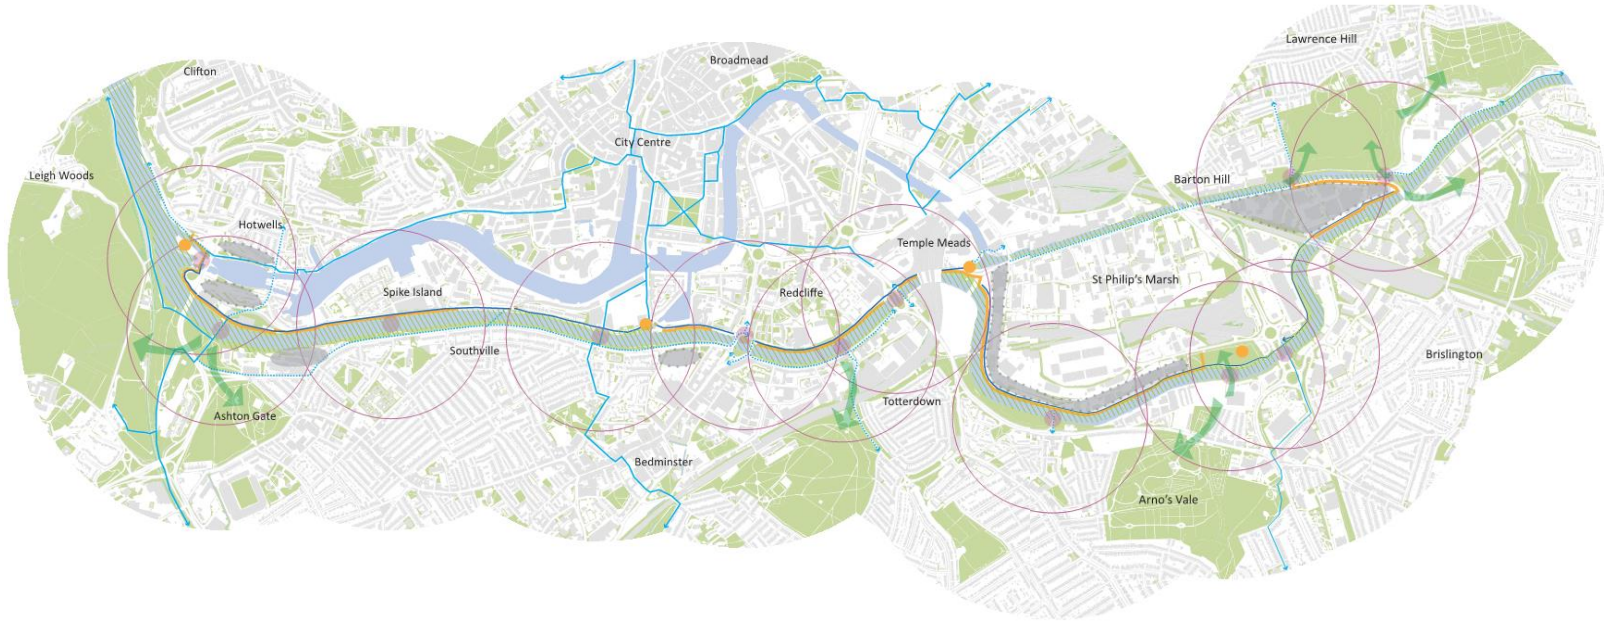 Lawrence Hill
Broadmead
Clifton
City Centre
Leigh Woods
Barton Hill
Hotwells
Temple Meads
St Philip's Marsh
Spike Island
Redcliffe
Southville
Brislington
Totterdown
Ashton Gate
Bedminster
Arno's Vale